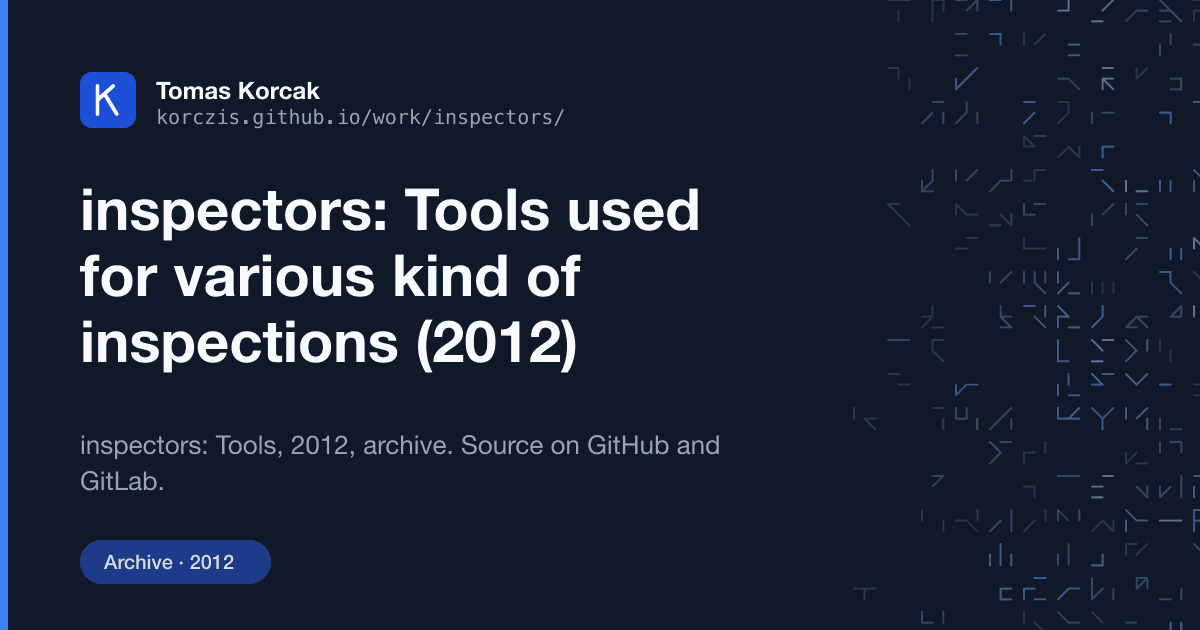 Tomas Korcak
korczis.github.io/work/inspectors/
inspectors: Tools used
for various kind of
inspections (2012)
inspectors: Tools, 2012, archive. Source on GitHub and
GitLab.
Archive · 2012